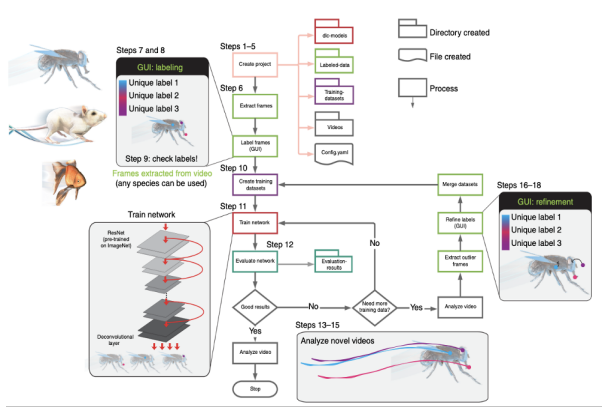 Steps 7 and 8
GUI: labeling
Unique label 1
Unique label 2
Unique label 3
Step 9: check labels!
Frames extracted from video
(any species can be used)
Steps 1–5
Create project
Step 6
Extract frames
Label frames
(GUI)
Step 10
Create training
datasets
Step 11
Train network
Step 12
Evaluate network
Evaluation-
results
Good results
Yes
No
Analyze video
Stop
dlc-models
Labeled-data
Training-
datasets
Videos
Config.yaml
Directory created
File created
Process
Train network
ResNet
(pre-trained
on ImageNet)
Deconvolutional
layer
Need more
training data?
No
Yes
Analyze video
Extract outlier
frames
Refine labels
(GUI)
Merge datasets
Steps 16–18
GUI: refinement
Unique label 1
Unique label 2
Unique label 3
Steps 13–15
Analyze novel videos